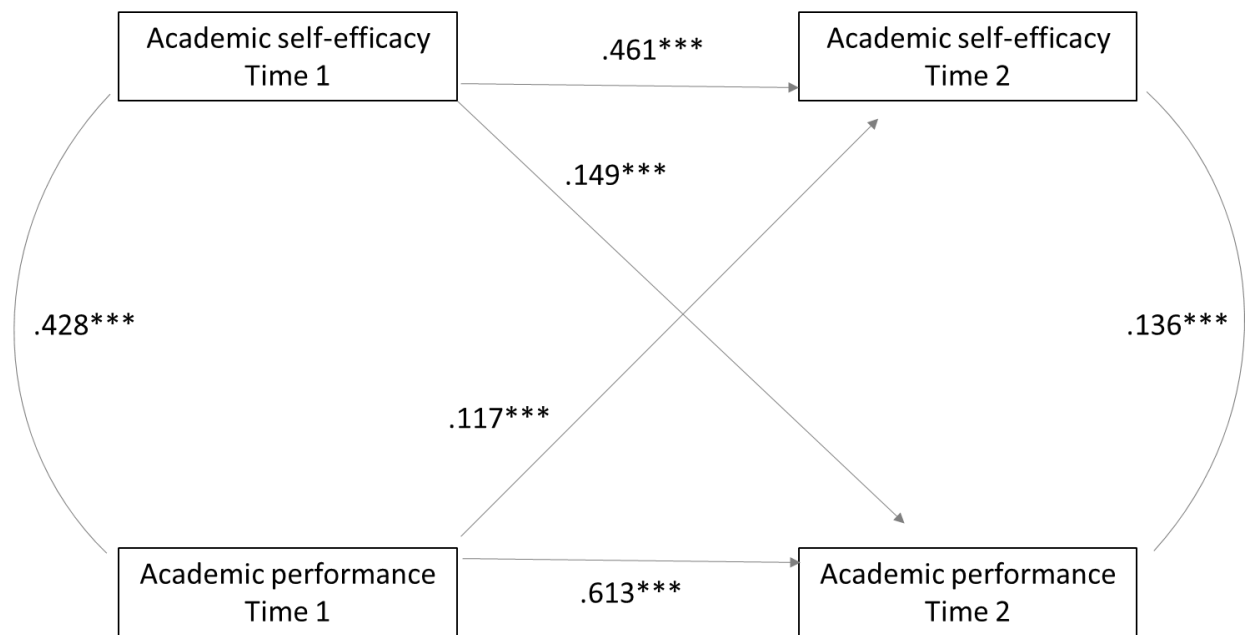 Academic self-efficacy
Time 1
.461***
Academic self-efficacy
Time 2
.149***
.428***
.136***
.117***
Academic performance
Time 1
.613***
Academic performance
Time 2